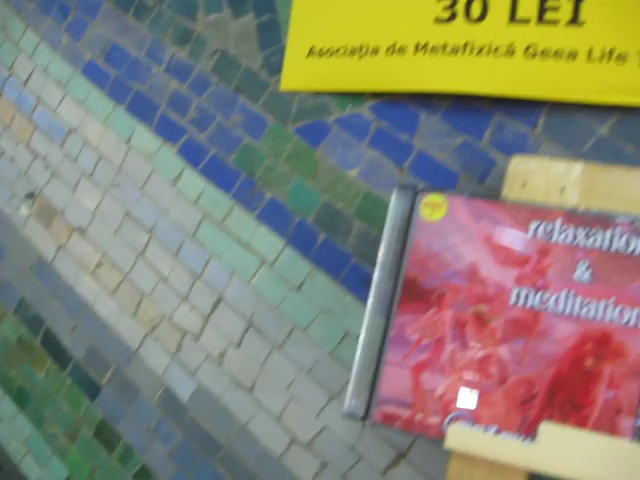 30 LEI
Asociația de Metafizică Geea Life
relaxation
&
meditation